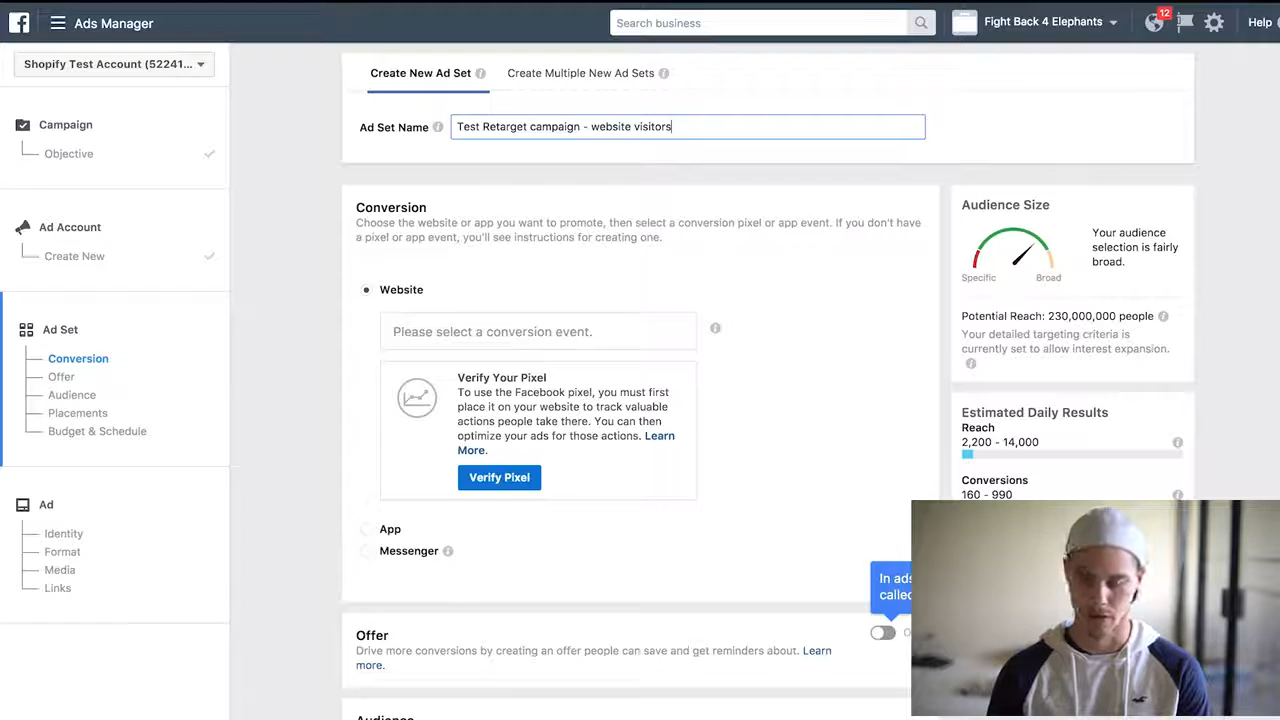 Ads Manager
Search business
Fight Back 4 Elephants
12
Help
Shopify Test Account (52241...
Campaign
Objective
Ad Account
Create New
Ad Set
Conversion
Offer
Audience
Placements
Budget & Schedule
Ad
Identity
Format
Media
Links
Create New Ad Set
Create Multiple New Ad Sets
Ad Set Name
Test Retarget campaign - website visitors
Conversion
Choose the website or app you want to promote, then select a conversion pixel or app event. If you don't have
a pixel or app event, you'll see instructions for creating one.
Website
Please select a conversion event.
Verify Your Pixel
To use the Facebook pixel, you must first
place it on your website to track valuable
actions people take there. You can then
optimize your ads for those actions. Learn
More.
Verify Pixel
App
Messenger
In ads
called
Offer
Drive more conversions by creating an offer people can save and get reminders about. Learn
more.
Audience
Audience Size
Your audience
selection is fairly
broad.
Specific
Broad
Potential Reach: 230,000,000 people
Your detailed targeting criteria is
currently set to allow interest expansion.
Estimated Daily Results
Reach
2,200 - 14,000
Conversions
160 - 990